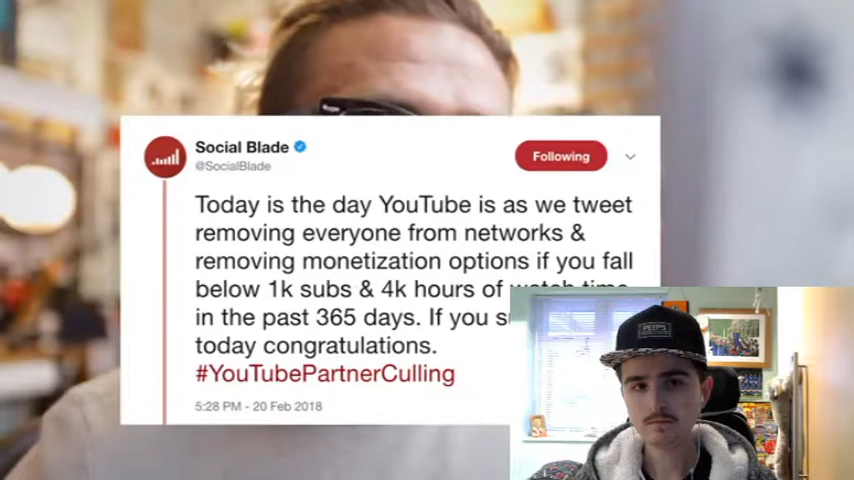 Social Blade
@SocialBlade
Following
Today is the day YouTube is as we tweet
removing everyone from networks &
removing monetization options if you fall
below 1k subs & 4k hours of watch time
in the past 365 days. If you
today congratulations.
#YouTubePartnerCulling
5:28 PM - 20 Feb 2018
PEEPS